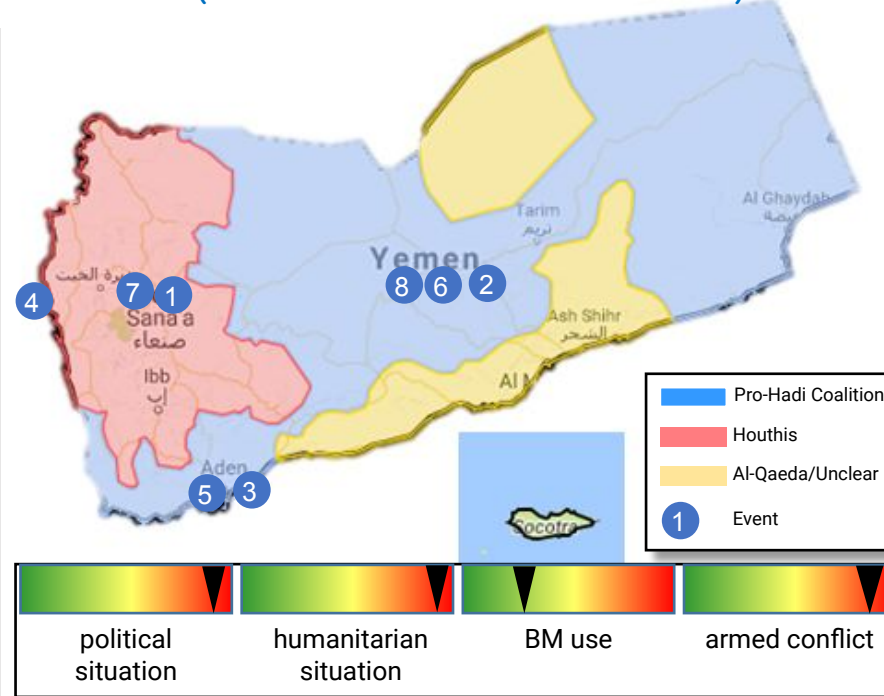 Tarim
تريم
Al Ghaydah
Yemen
8 6 2
7 1
4
Sana'a
صنعاء
Ash Shihr
الشحر
Ibb
إب
Al M
Aden
5 3
Socotra
Pro-Hadi Coalition
Houthis
Al-Qaeda/Unclear
1 Event
political
situation
humanitarian
situation
BM use
armed conflict